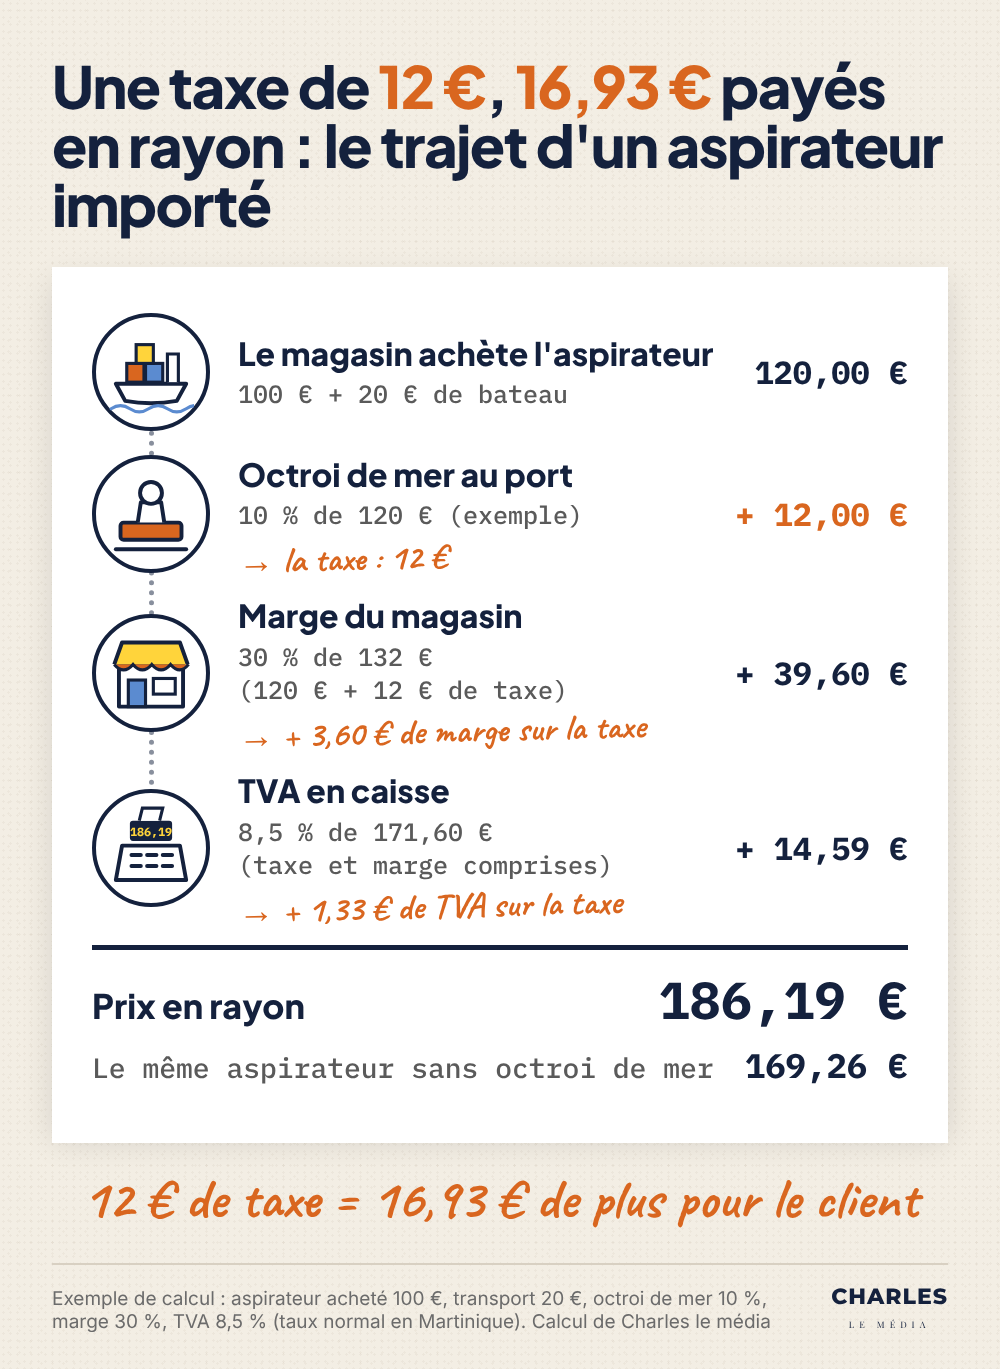 Une taxe de 12 €, 16,93 € payés
en rayon : le trajet d'un aspirateur
importé
Le magasin achète l'aspirateur
100 € + 20 € de bateau
120,00 €
Octroi de mer au port
10 % de 120 € (exemple)
→ la taxe : 12 €
+ 12,00 €
Marge du magasin
30 % de 132 €
(120 € + 12 € de taxe)
→ + 3,60 € de marge sur la taxe
+ 39,60 €
186,19
TVA en caisse
8,5 % de 171,60 €
(taxe et marge comprises)
→ + 1,33 € de TVA sur la taxe
+ 14,59 €
Prix en rayon 186,19 €
Le même aspirateur sans octroi de mer 169,26 €
12 € de taxe = 16,93 € de plus pour le client
Exemple de calcul : aspirateur acheté 100 €, transport 20 €, octroi de mer 10 %,
marge 30 %, TVA 8,5 % (taux normal en Martinique). Calcul de Charles le média
CHARLES
LE MÉDIA